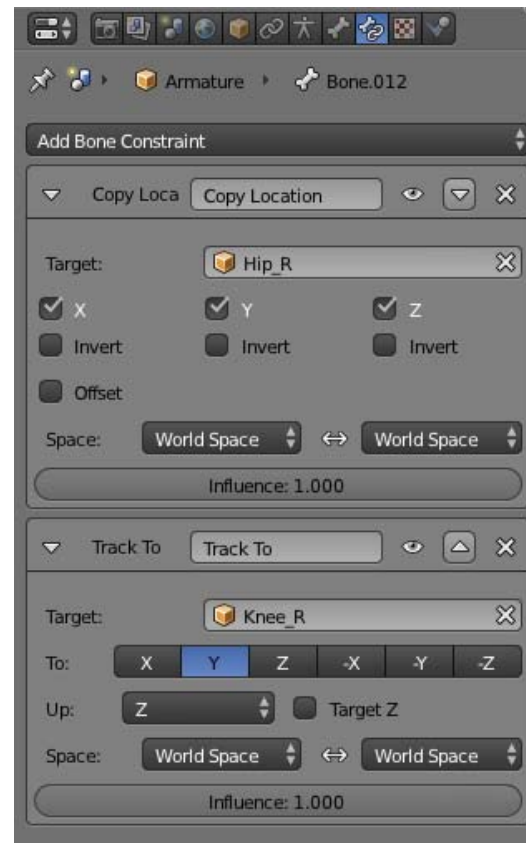 Armature Bone.012
Add Bone Constraint
Copy Loca Copy Location
Target: Hip_R
X Y Z
Invert Invert Invert
Offset
Space: World Space World Space
Influence: 1.000
Track To Track To
Target: Knee_R
To: X Y Z -X -Y -Z
Up: Z Target Z
Space: World Space World Space
Influence: 1.000